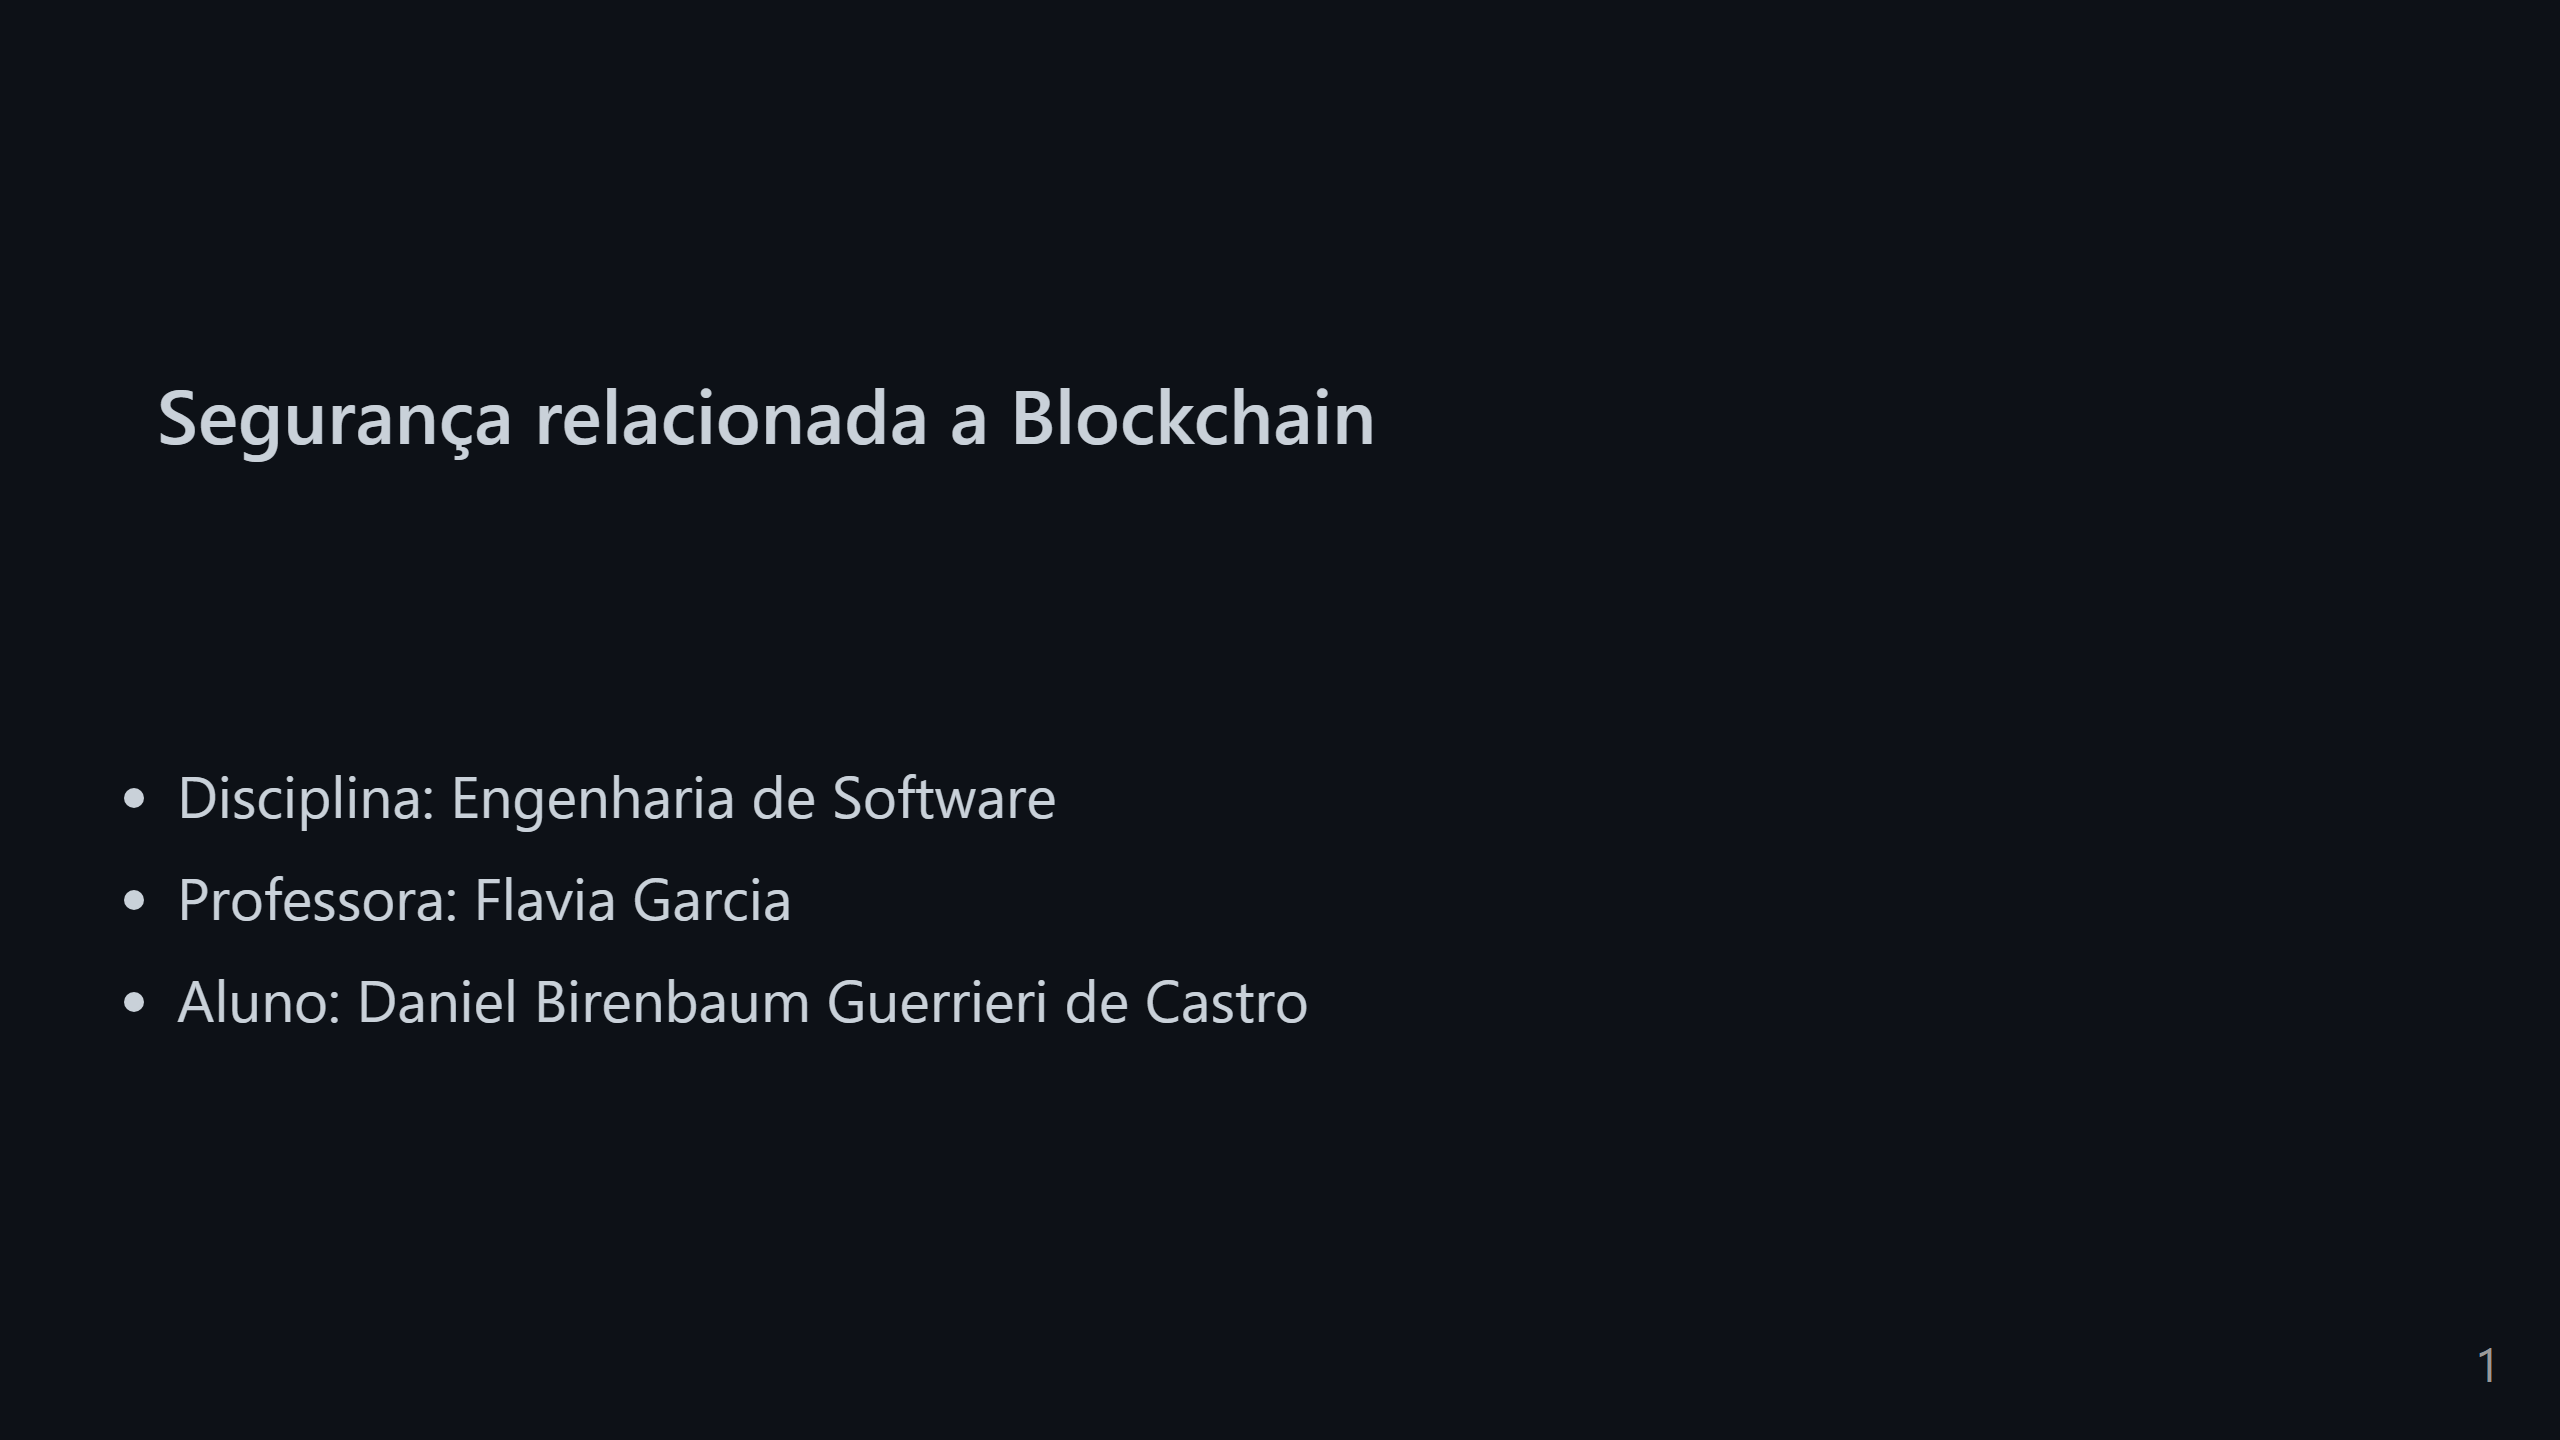 Segurança relacionada a Blockchain
• Disciplina: Engenharia de Software
• Professora: Flavia Garcia
• Aluno: Daniel Birenbaum Guerrieri de Castro
1